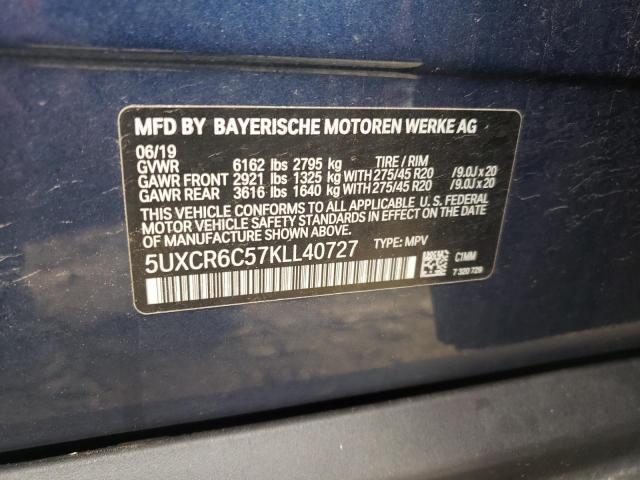 MFD BY BAYERISCHE MOTOREN WERKE AG
06/19
GVWR 6162 lbs 2795 kg TIRE / RIM
GAWR FRONT 2921 lbs 1325 kg WITH 275/45 R20 /9.0J x 20
GAWR REAR 3616 lbs 1640 kg WITH 275/45 R20 /9.0J x 20
THIS VEHICLE CONFORMS TO ALL APPLICABLE U.S. FEDERAL
MOTOR VEHICLE SAFETY STANDARDS IN EFFECT ON THE DATE
OF MANUFACTURE SHOWN ABOVE.
5UXCR6C57KLL40727 TYPE: MPV
C1MM
7 320 729